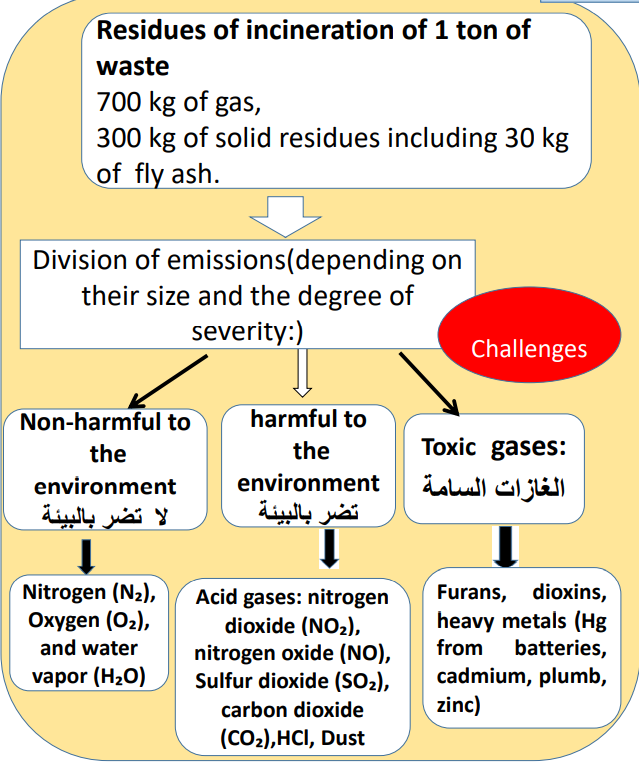 Residues of incineration of 1 ton of
waste
700 kg of gas,
300 kg of solid residues including 30 kg
of fly ash.
Division of emissions(depending on
their size and the degree of
severity:)
Challenges
Non-harmful to
the
environment
لا تضر بالبيئة
harmful to
the
environment
تضر بالبيئة
Toxic gases:
الغازات السامة
Nitrogen (N₂),
Oxygen (O₂),
and water
vapor (H₂O)
Acid gases: nitrogen
dioxide (NO₂),
nitrogen oxide (NO),
Sulfur dioxide (SO₂),
carbon dioxide
(CO₂),HCl, Dust
Furans, dioxins,
heavy metals (Hg
from batteries,
cadmium, plumb,
zinc)